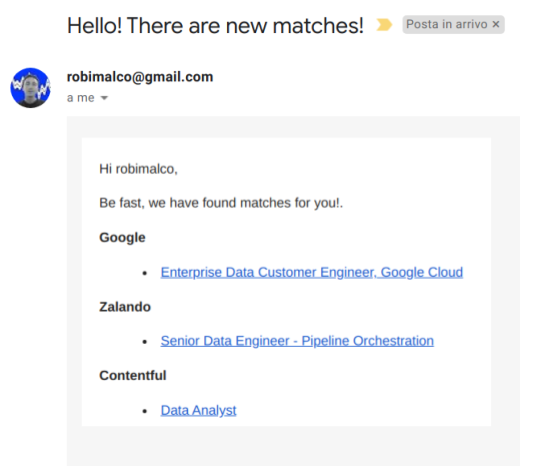 Hello! There are new matches! Posta in arrivo ×
robimalco@gmail.com
a me
Hi robimalco,
Be fast, we have found matches for you!.
Google
• Enterprise Data Customer Engineer, Google Cloud
Zalando
• Senior Data Engineer - Pipeline Orchestration
Contentful
• Data Analyst